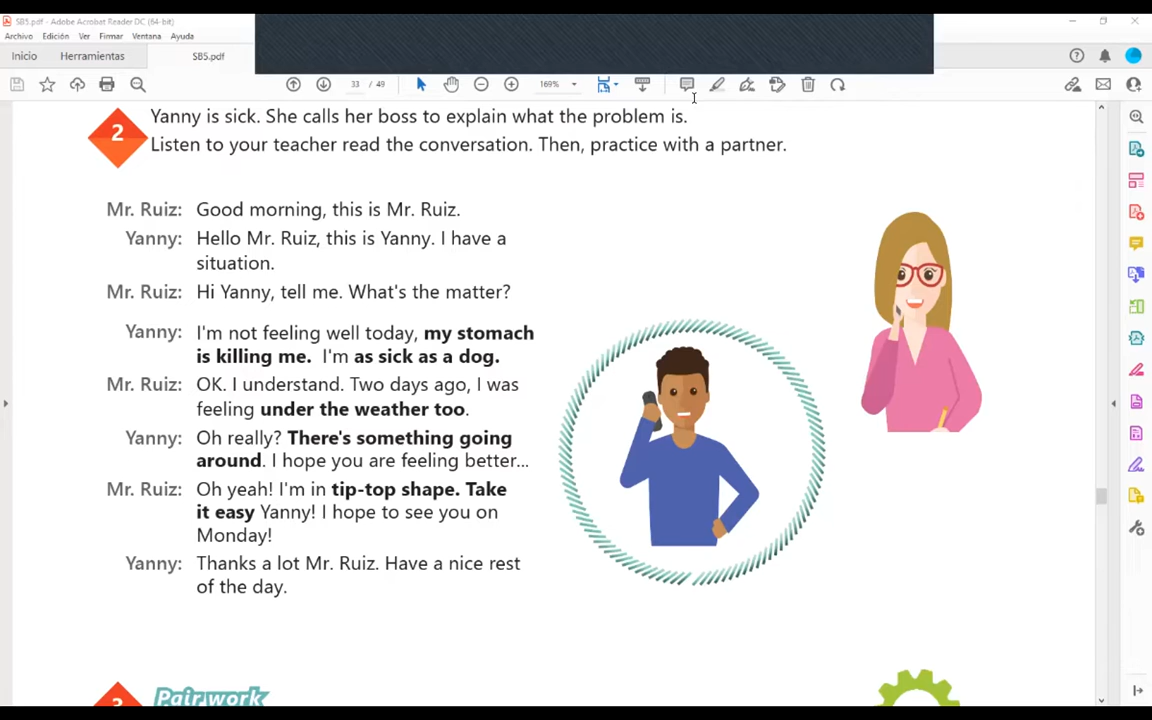 SB5.pdf - Adobe Acrobat Reader DC (64-bit)
Archivo Edición Ver Firmar Ventana Ayuda
Inicio Herramientas SB5.pdf
33 / 49 169%
2
Yanny is sick. She calls her boss to explain what the problem is.
Listen to your teacher read the conversation. Then, practice with a partner.
Mr. Ruiz: Good morning, this is Mr. Ruiz.
Yanny: Hello Mr. Ruiz, this is Yanny. I have a
situation.
Mr. Ruiz: Hi Yanny, tell me. What's the matter?
Yanny: I'm not feeling well today, my stomach
is killing me. I'm as sick as a dog.
Mr. Ruiz: OK. I understand. Two days ago, I was
feeling under the weather too.
Yanny: Oh really? There's something going
around. I hope you are feeling better...
Mr. Ruiz: Oh yeah! I'm in tip-top shape. Take
it easy Yanny! I hope to see you on
Monday!
Yanny: Thanks a lot Mr. Ruiz. Have a nice rest
of the day.
3 Pair work